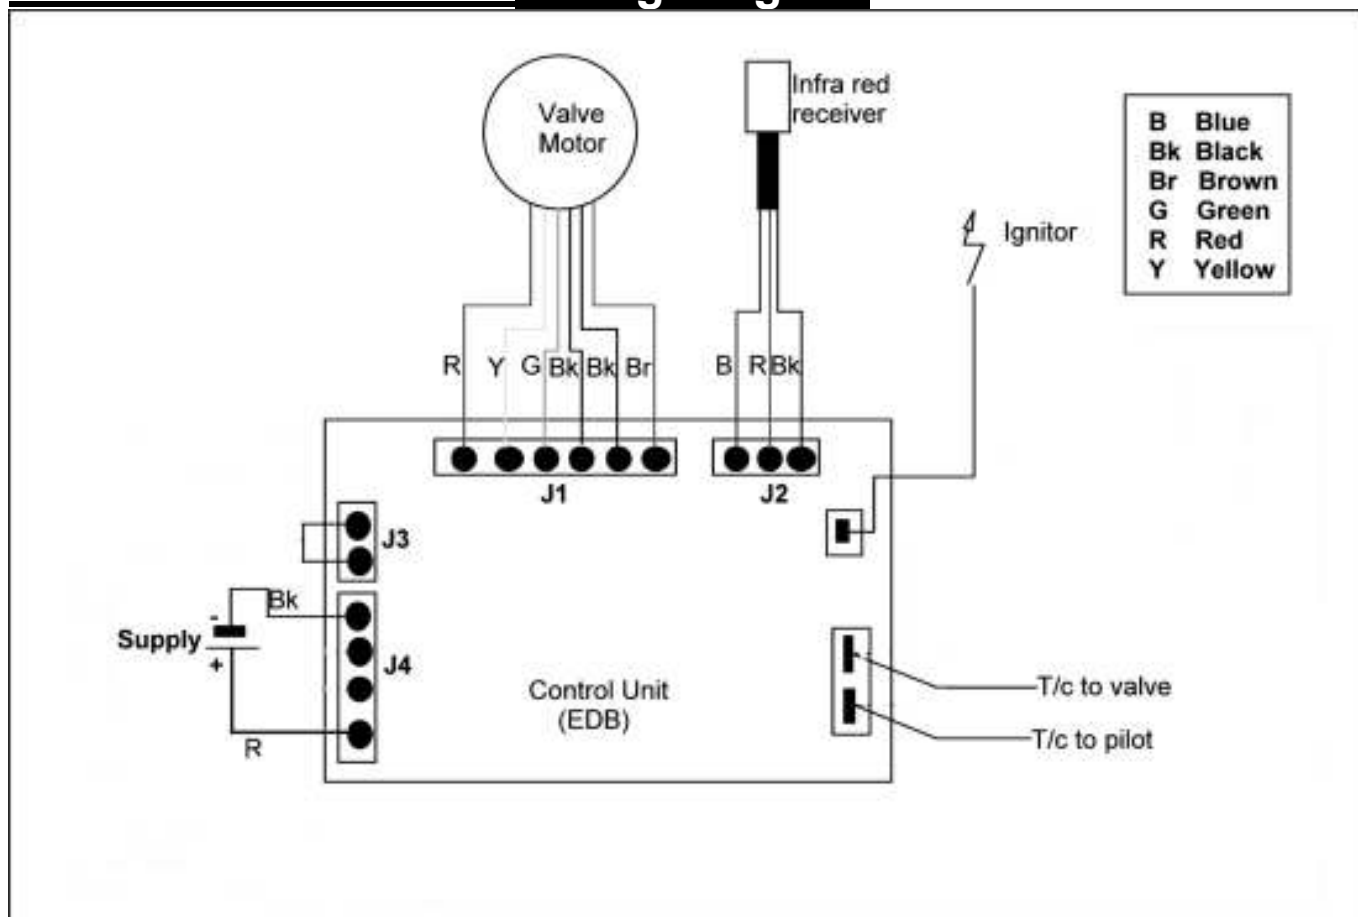 Valve
Motor
Infra red
receiver
B Blue
Bk Black
Br Brown
G Green
R Red
Y Yellow
Ignitor
R Y G Bk Bk Br
B R Bk
J1
J2
J3
Bk
-
Supply
+
J4
R
Control Unit
(EDB)
T/c to valve
T/c to pilot